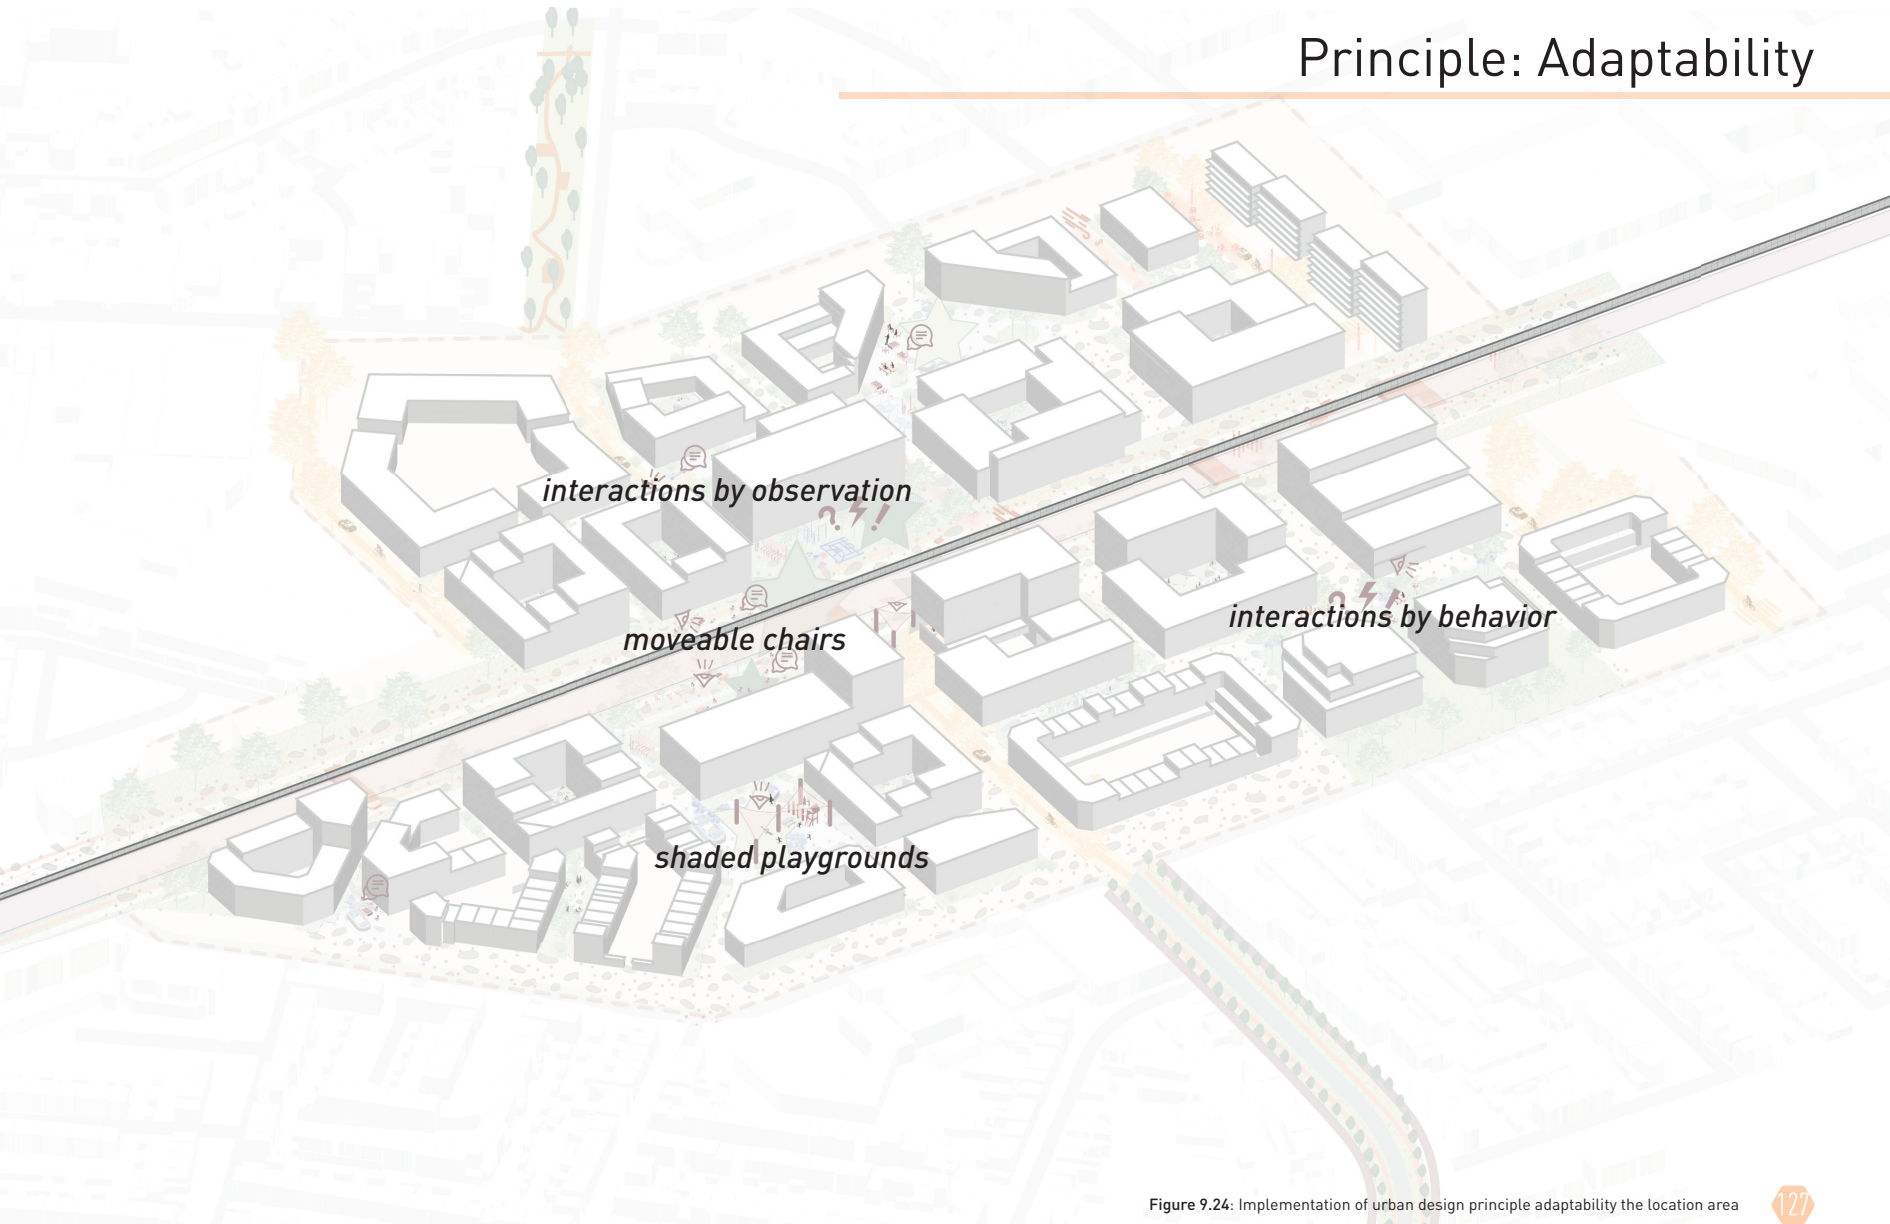 Principle: Adaptability
interactions by observation
interactions by behavior
moveable chairs
shaded playgrounds
Figure 9.24: Implementation of urban design principle adaptability the location area
127